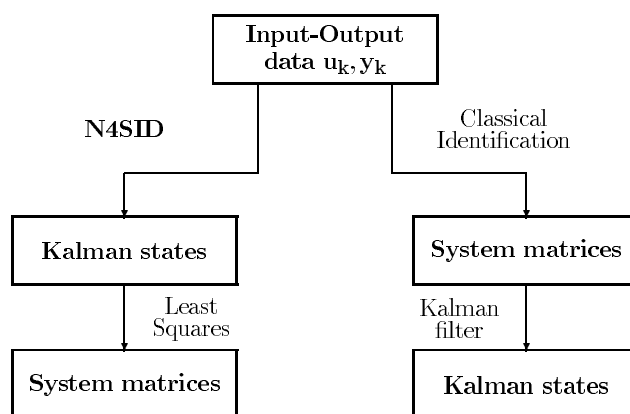 Input-Output
data u_k, y_k
N4SID
Classical
Identification
Kalman states
System matrices
Least
Squares
Kalman
filter
System matrices
Kalman states